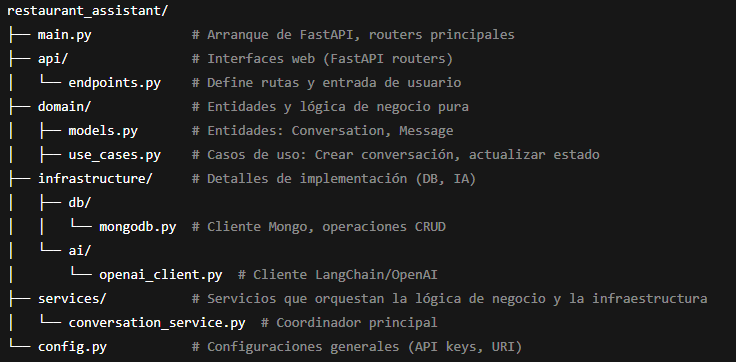 restaurant_assistant/
├── main.py             # Arranque de FastAPI, routers principales
├── api/                # Interfaces web (FastAPI routers)
│   └── endpoints.py    # Define rutas y entrada de usuario
├── domain/             # Entidades y lógica de negocio pura
│   ├── models.py       # Entidades: Conversation, Message
│   ├── use_cases.py    # Casos de uso: Crear conversación, actualizar estado
├── infrastructure/     # Detalles de implementación (DB, IA)
│   ├── db/
│   │   └── mongodb.py  # Cliente Mongo, operaciones CRUD
│   └── ai/
│       └── openai_client.py  # Cliente LangChain/OpenAI
├── services/           # Servicios que orquestan la lógica de negocio y la infraestructura
│   └── conversation_service.py  # Coordinador principal
└── config.py           # Configuraciones generales (API keys, URI)